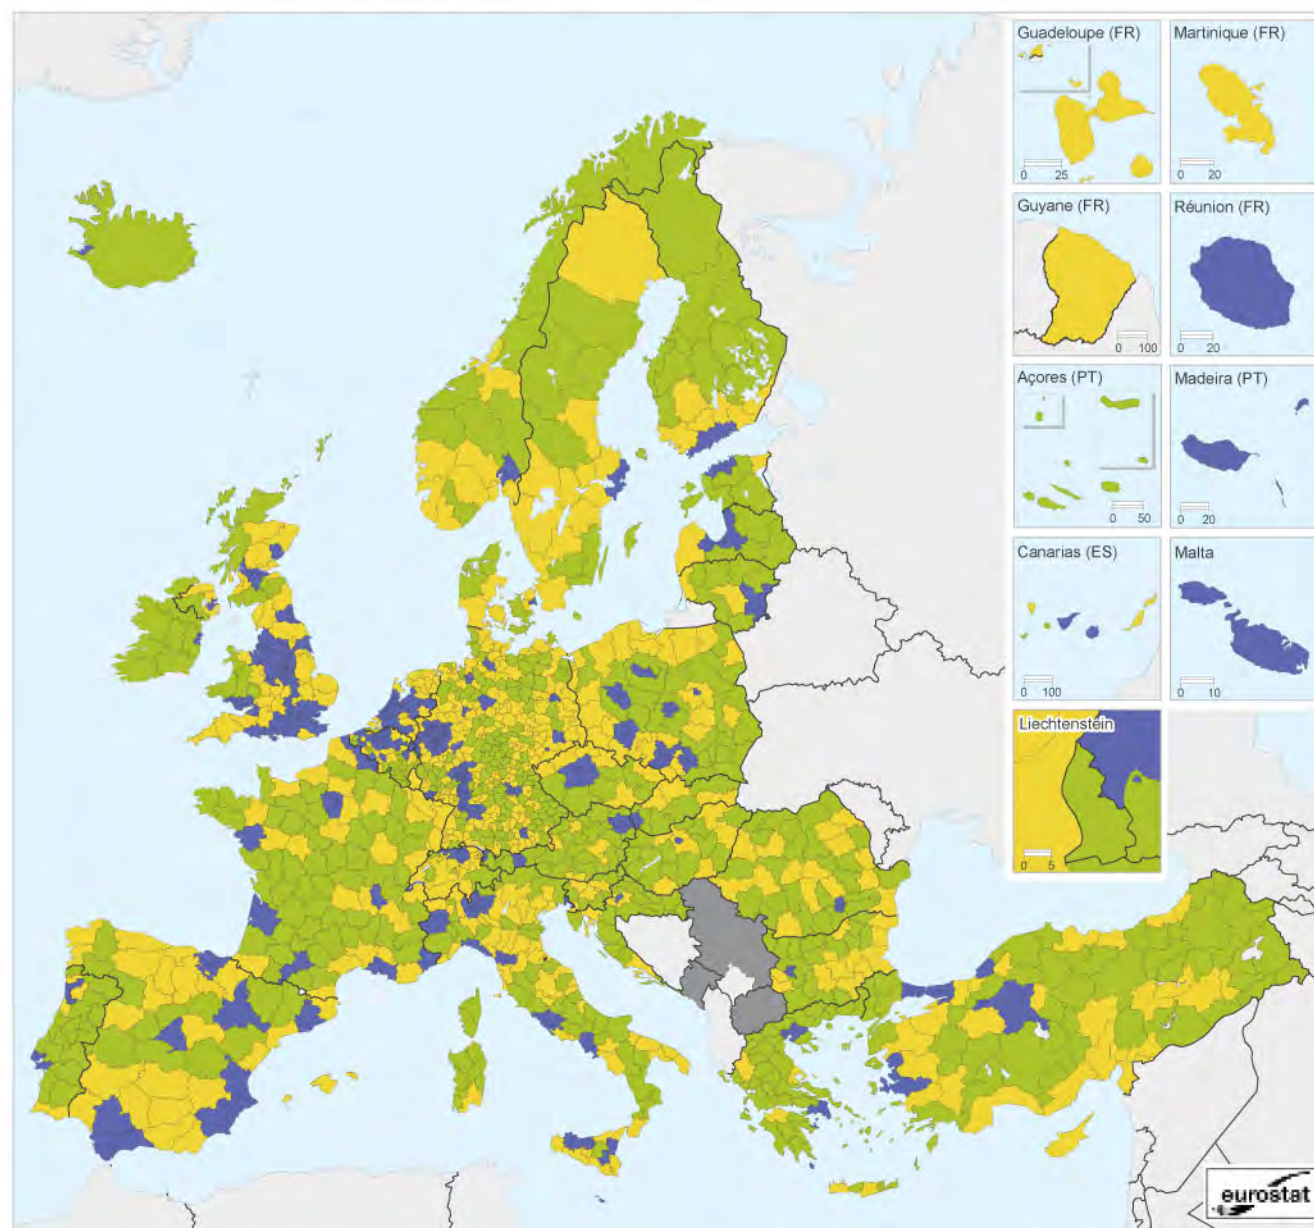 Guadeloupe (FR)
0 25
Martinique (FR)
0 20
Guyane (FR)
0 100
Réunion (FR)
0 20
Açores (PT)
0 50
Madeira (PT)
0 20
Canarias (ES)
0 100
Malta
0 10
Liechtenstein
0 5
eurostat